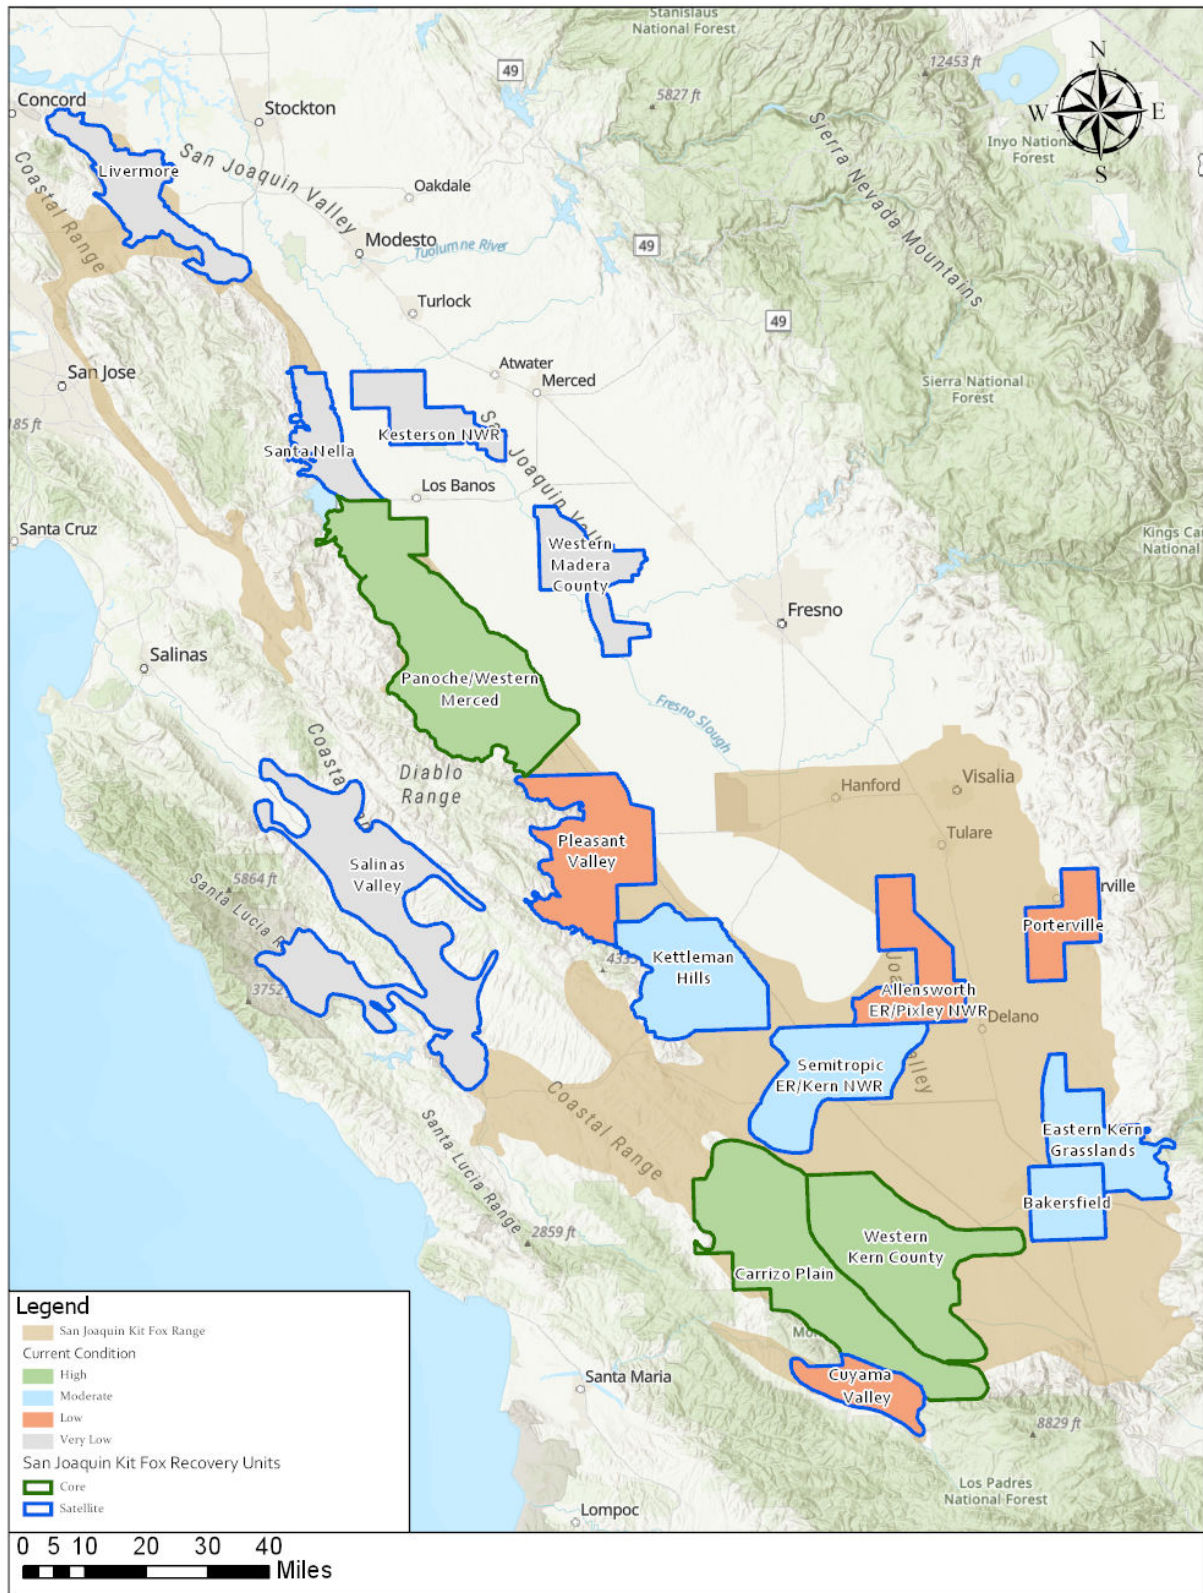 Stanislaus
National Forest
49
12453 ft
5827 ft
N
W
E
S
Inyo National
Forest
Concord
Stockton
Livermore
San Joaquin Valley
Coastal Range
Oakdale
Modesto
Tuolumne River
49
Sierra Nevada Mountains
Turlock
49
San Jose
Atwater
Merced
Sierra National
Forest
185 ft
Santa Nella
Kesterson NWR
San Joaquin Valley
Los Banos
Santa Cruz
Western
Madera
County
Fresno
Salinas
Panoche/Western
Merced
Fresno Slough
Coastal
Diablo
Range
Hanford
Visalia
Tulare
Pleasant
Valley
Salinas
Valley
5864 ft
Santa Lucia R
rville
Porterville
4335
Kettleman
Hills
3752
Allensworth
ER/Pixley NWR
Delano
Semitropic
ER/Kern NWR
alley
Coastal Range
Santa Lucia Range
Eastern Kern
Grasslands
Bakersfield
2859 ft
Western
Kern County
Carrizo Plain
Cuyama
Valley
Santa Maria
8829 ft
Los Padres
National Forest
Lompoc
Legend
San Joaquin Kit Fox Range
Current Condition
High
Moderate
Low
Very Low
San Joaquin Kit Fox Recovery Units
Core
Satellite
0 5 10 20 30 40
Miles